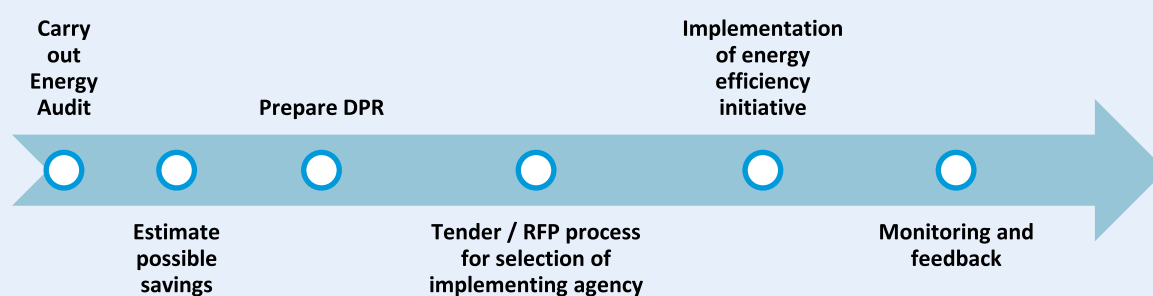 Carry
out
Energy
Audit
Estimate
possible
savings
Prepare DPR
Tender / RFP process
for selection of
implementing agency
Implementation
of energy
efficiency
initiative
Monitoring and
feedback